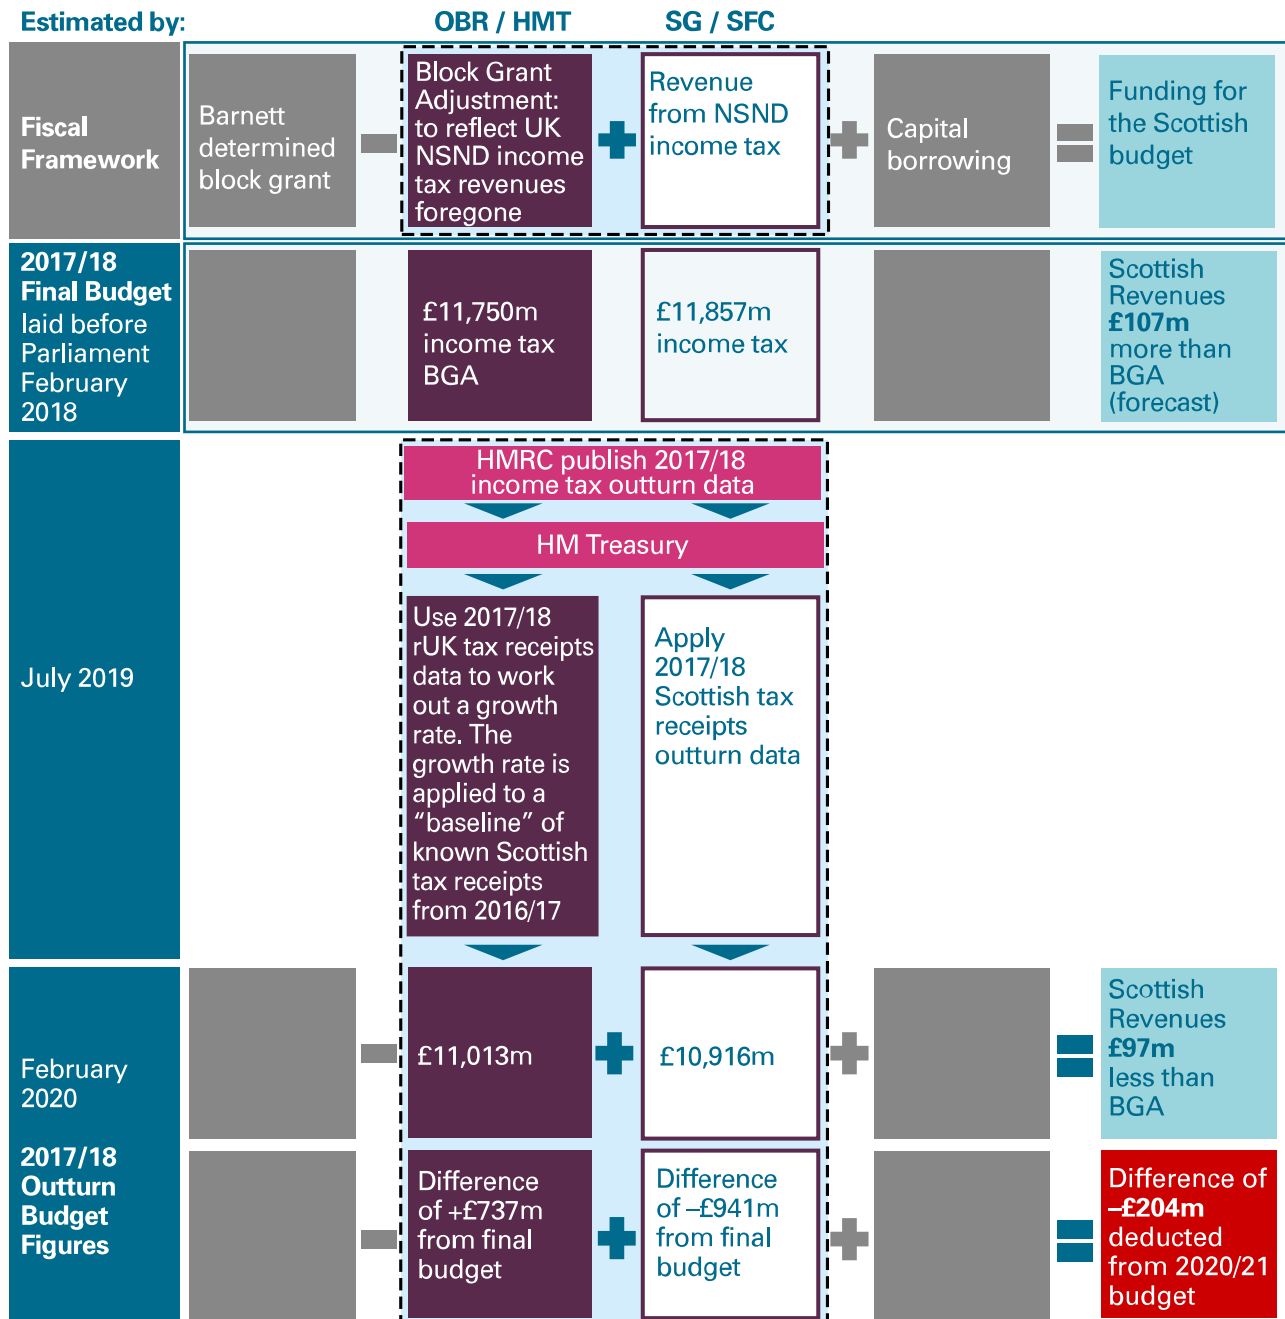 Estimated by:
OBR / HMT
SG / SFC
Fiscal
Framework
Barnett
determined
block grant
Block Grant
Adjustment:
to reflect UK
NSND income
tax revenues
foregone
Revenue
from NSND
income tax
Capital
borrowing
Funding for
the Scottish
budget
2017/18
Final Budget
laid before
Parliament
February
2018
£11,750m
income tax
BGA
£11,857m
income tax
Scottish
Revenues
£107m
more than
BGA
(forecast)
July 2019
HMRC publish 2017/18
income tax outturn data
HM Treasury
Use 2017/18
rUK tax receipts
data to work
out a growth
rate. The
growth rate is
applied to a
“baseline” of
known Scottish
tax receipts
from 2016/17
Apply
2017/18
Scottish tax
receipts
outturn data
February
2020
£11,013m
£10,916m
Scottish
Revenues
£97m
less than
BGA
2017/18
Outturn
Budget
Figures
Difference
of +£737m
from final
budget
Difference
of –£941m
from final
budget
Difference of
–£204m
deducted
from 2020/21
budget